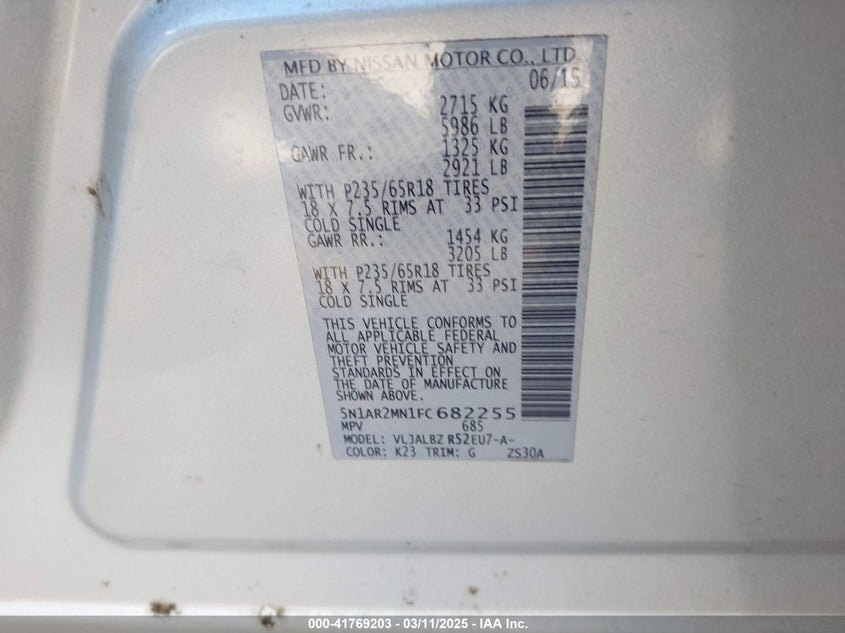 MFD BY NISSAN MOTOR CO., LTD.
DATE: 06/15
GVWR: 2715 KG
5986 LB
GAWR FR.: 1325 KG
2921 LB
WITH P235/65R18 TIRES
18 X 7.5 RIMS AT 33 PSI
COLD SINGLE
GAWR RR.: 1454 KG
3205 LB
WITH P235/65R18 TIRES
18 X 7.5 RIMS AT 33 PSI
COLD SINGLE
THIS VEHICLE CONFORMS TO
ALL APPLICABLE FEDERAL
MOTOR VEHICLE SAFETY AND
THEFT PREVENTION
STANDARDS IN EFFECT ON
THE DATE OF MANUFACTURE
SHOWN ABOVE.
5N1AR2MN1FC682255
MPV 685
MODEL: VLJALBZ R52EU7-A-
COLOR: K23 TRIM: G ZS30A
000-41769203 - 03/11/2025 - VIA IAA, Inc.